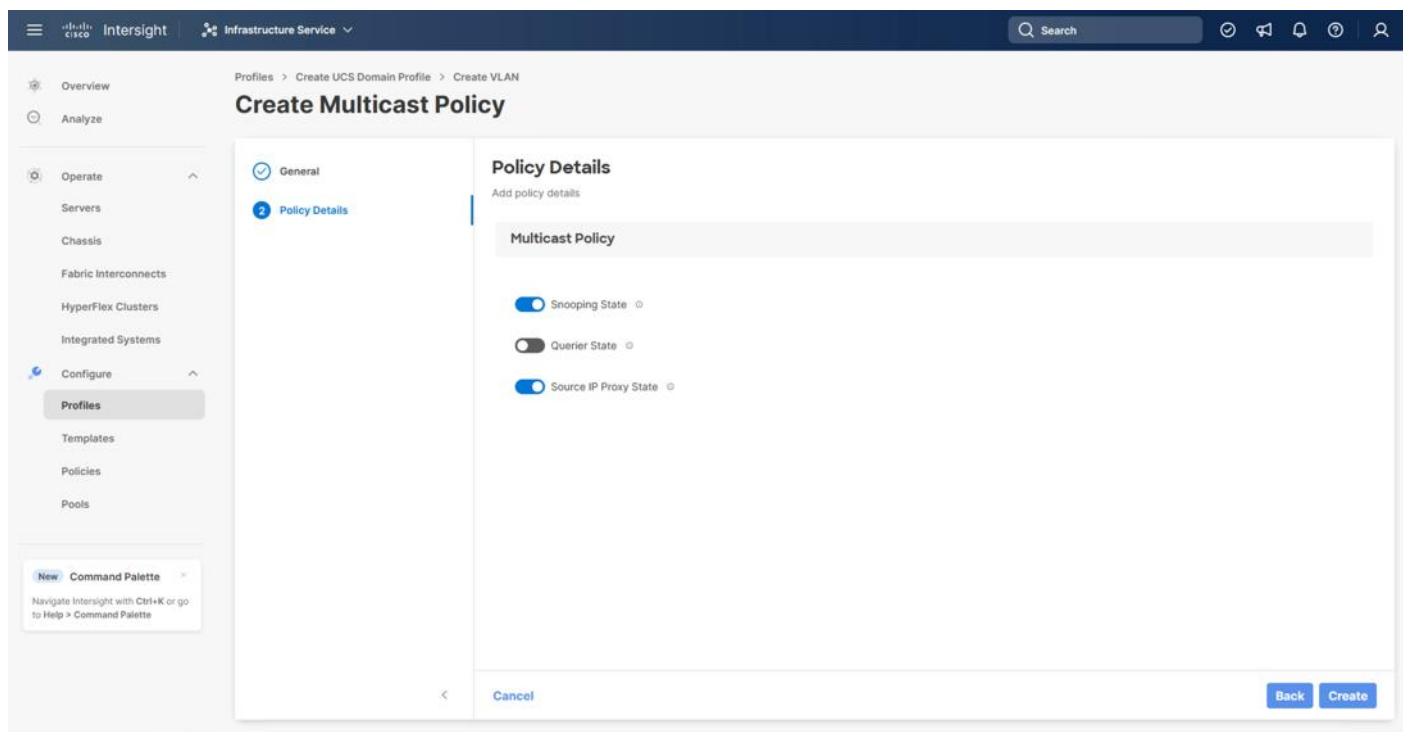 cisco Intersight Infrastructure Service Search
Overview
Analyze
Operate
Servers
Chassis
Fabric Interconnects
HyperFlex Clusters
Integrated Systems
Configure
Profiles
Templates
Policies
Pools
New Command Palette
Navigate Intersight with Ctrl+K or go
to Help > Command Palette
Profiles > Create UCS Domain Profile > Create VLAN
Create Multicast Policy
General
2 Policy Details
Policy Details
Add policy details
Multicast Policy
Snooping State
Querier State
Source IP Proxy State
Cancel
Back
Create